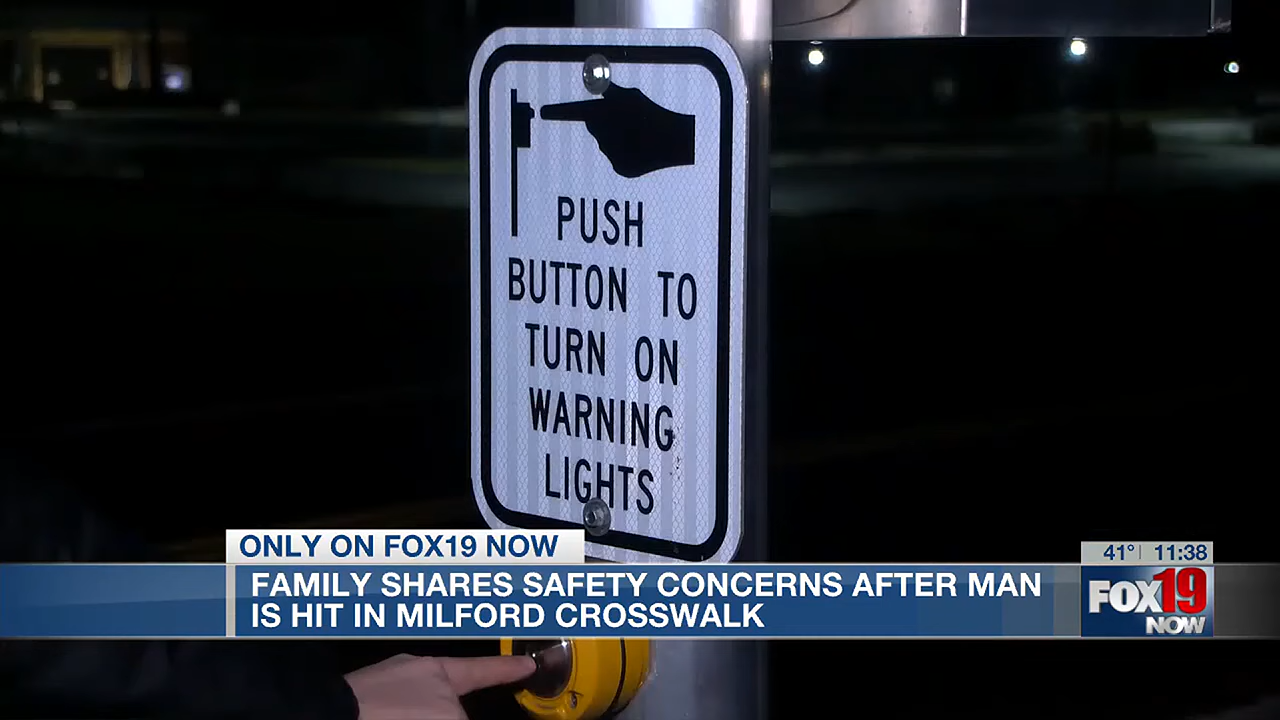 PUSH
BUTTON TO
TURN ON
WARNING
LIGHTS
ONLY ON FOX19 NOW
FAMILY SHARES SAFETY CONCERNS AFTER MAN
IS HIT IN MILFORD CROSSWALK
41° 11:38
FOX19
NOW